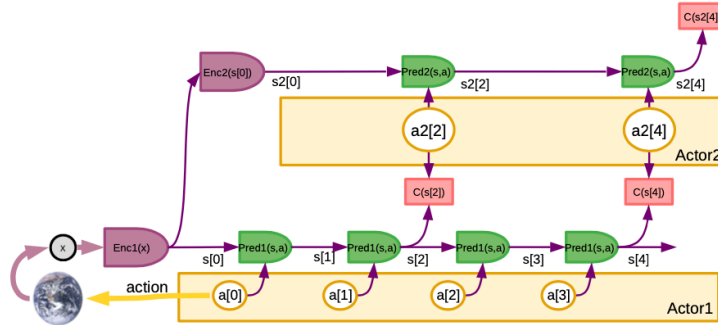 C(s2[4])
Enc2(s[0])
Pred2(s,a)
Pred2(s,a)
s2[0]
s2[2]
s2[4]
a2[2]
a2[4]
Actor2
C(s[2])
C(s[4])
x
Enc1(x)
Pred1(s,a)
Pred1(s,a)
Pred1(s,a)
Pred1(s,a)
s[0]
s[1]
s[2]
s[3]
s[4]
action
a[0]
a[1]
a[2]
a[3]
Actor1